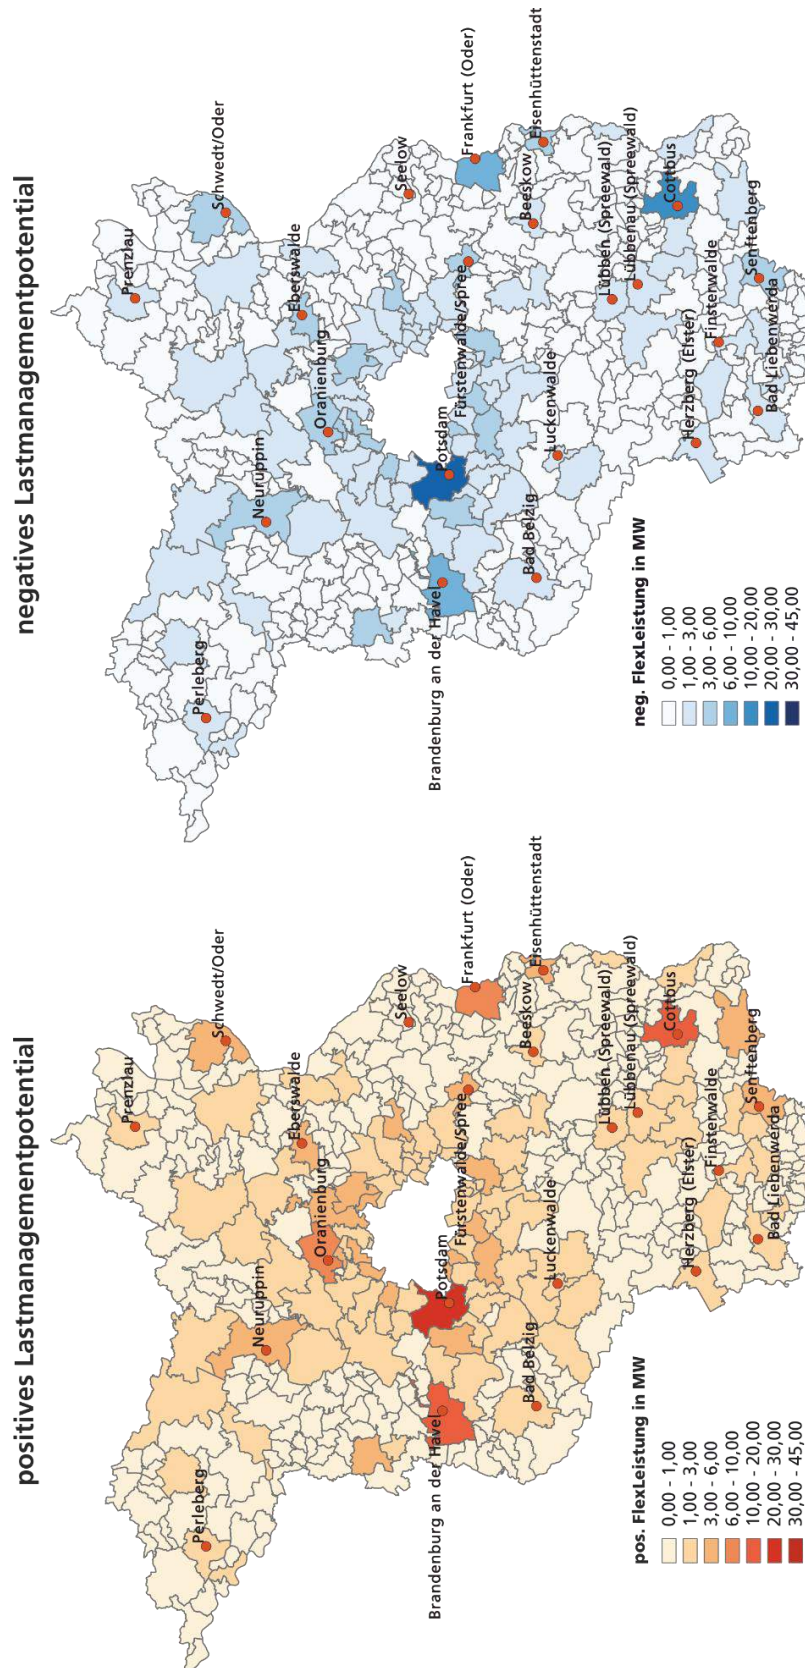 positives Lastmanagementpotential
Prenzlau
Schwedt/Oder
Perleberg
Neuruppin
Eberswalde
Oranienburg
Seelow
Brandenburg an der Havel
Potsdam
Fürstenwalde/Spree
Frankfurt (Oder)
Bad Belzig
Luckenwalde
Beeskow
Eisenhüttenstadt
Lübben (Spreewald)
Lübbenau (Spreewald)
Cottbus
Herzberg (Elster)
Finsterwalde
Bad Liebenwerda
Senftenberg
pos. FlexLeistung in MW
0,00 - 1,00
1,00 - 3,00
3,00 - 6,00
6,00 - 10,00
10,00 - 20,00
20,00 - 30,00
30,00 - 45,00
negatives Lastmanagementpotential
Prenzlau
Schwedt/Oder
Perleberg
Neuruppin
Eberswalde
Oranienburg
Seelow
Brandenburg an der Havel
Potsdam
Fürstenwalde/Spree
Frankfurt (Oder)
Bad Belzig
Luckenwalde
Beeskow
Eisenhüttenstadt
Lübben (Spreewald)
Lübbenau (Spreewald)
Cottbus
Herzberg (Elster)
Finsterwalde
Bad Liebenwerda
Senftenberg
neg. FlexLeistung in MW
0,00 - 1,00
1,00 - 3,00
3,00 - 6,00
6,00 - 10,00
10,00 - 20,00
20,00 - 30,00
30,00 - 45,00